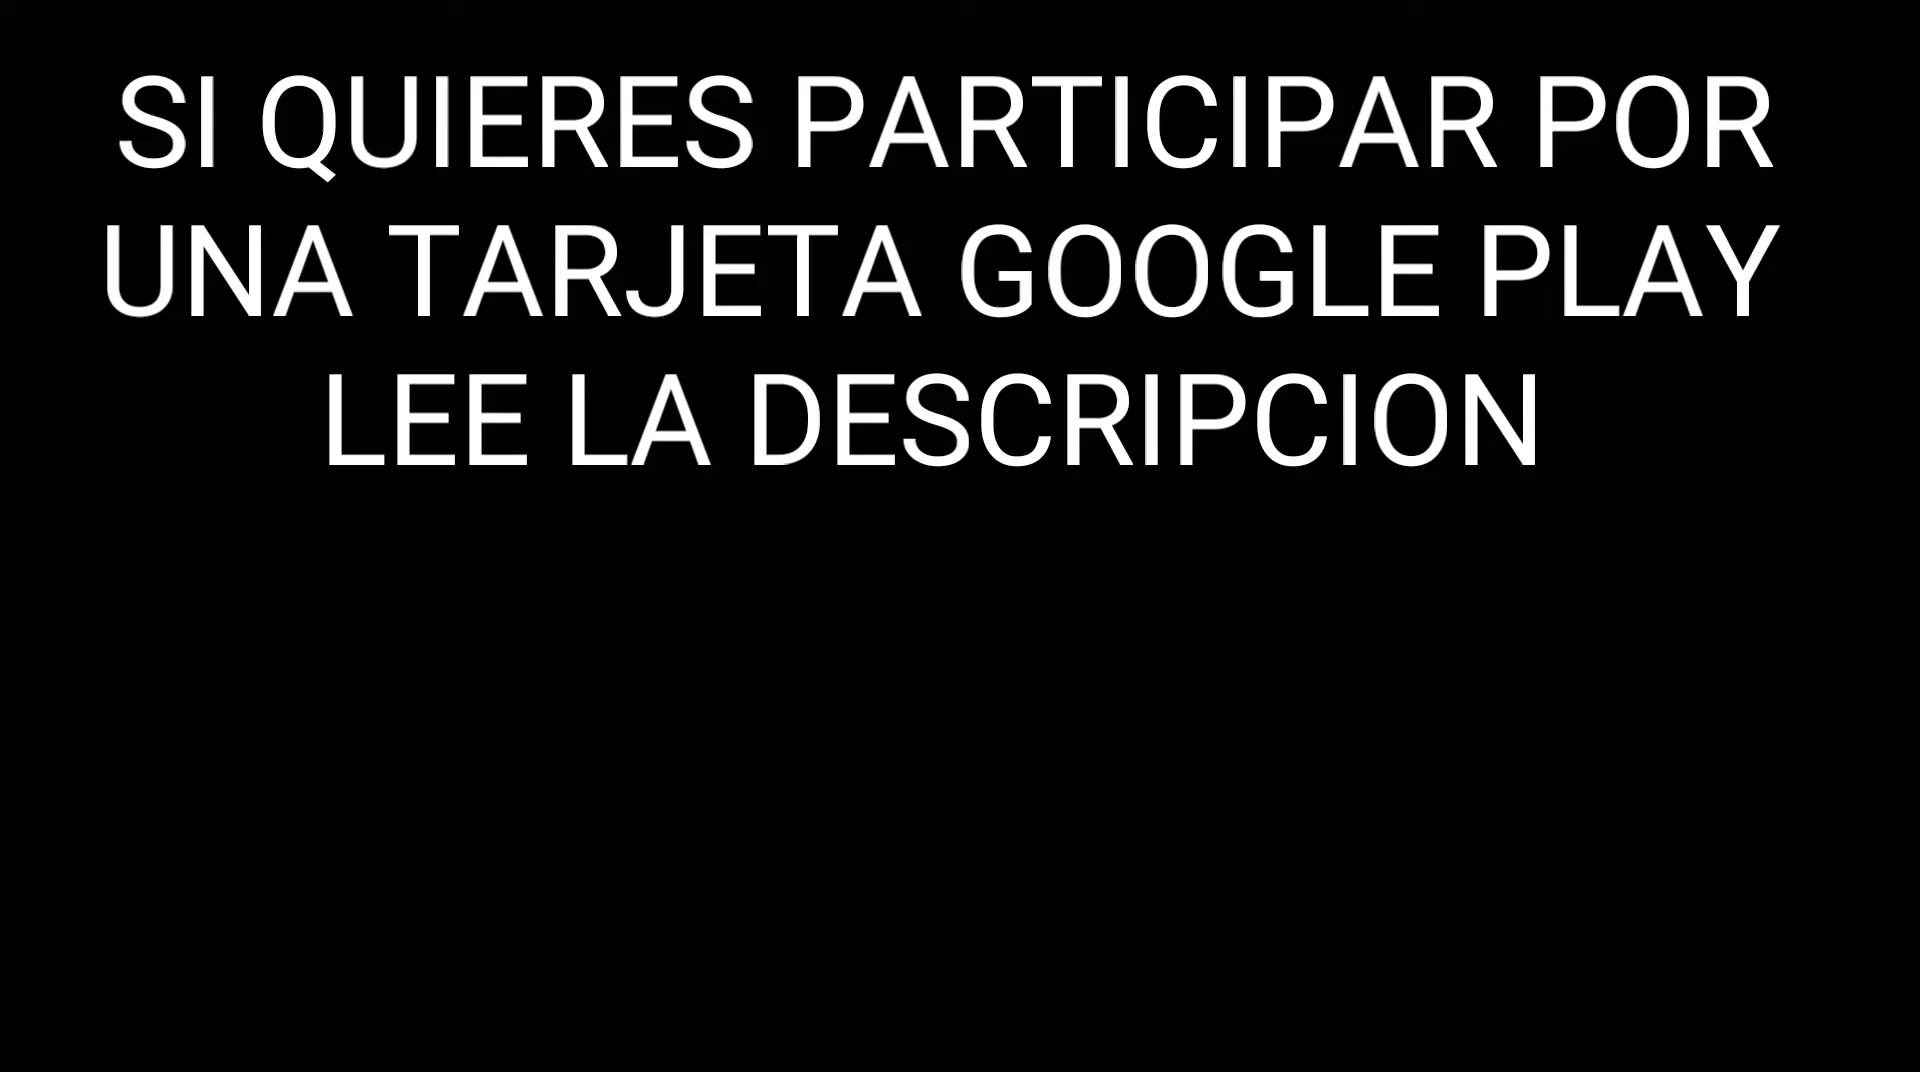 SI QUIERES PARTICIPAR POR
UNA TARJETA GOOGLE PLAY
LEE LA DESCRIPCION